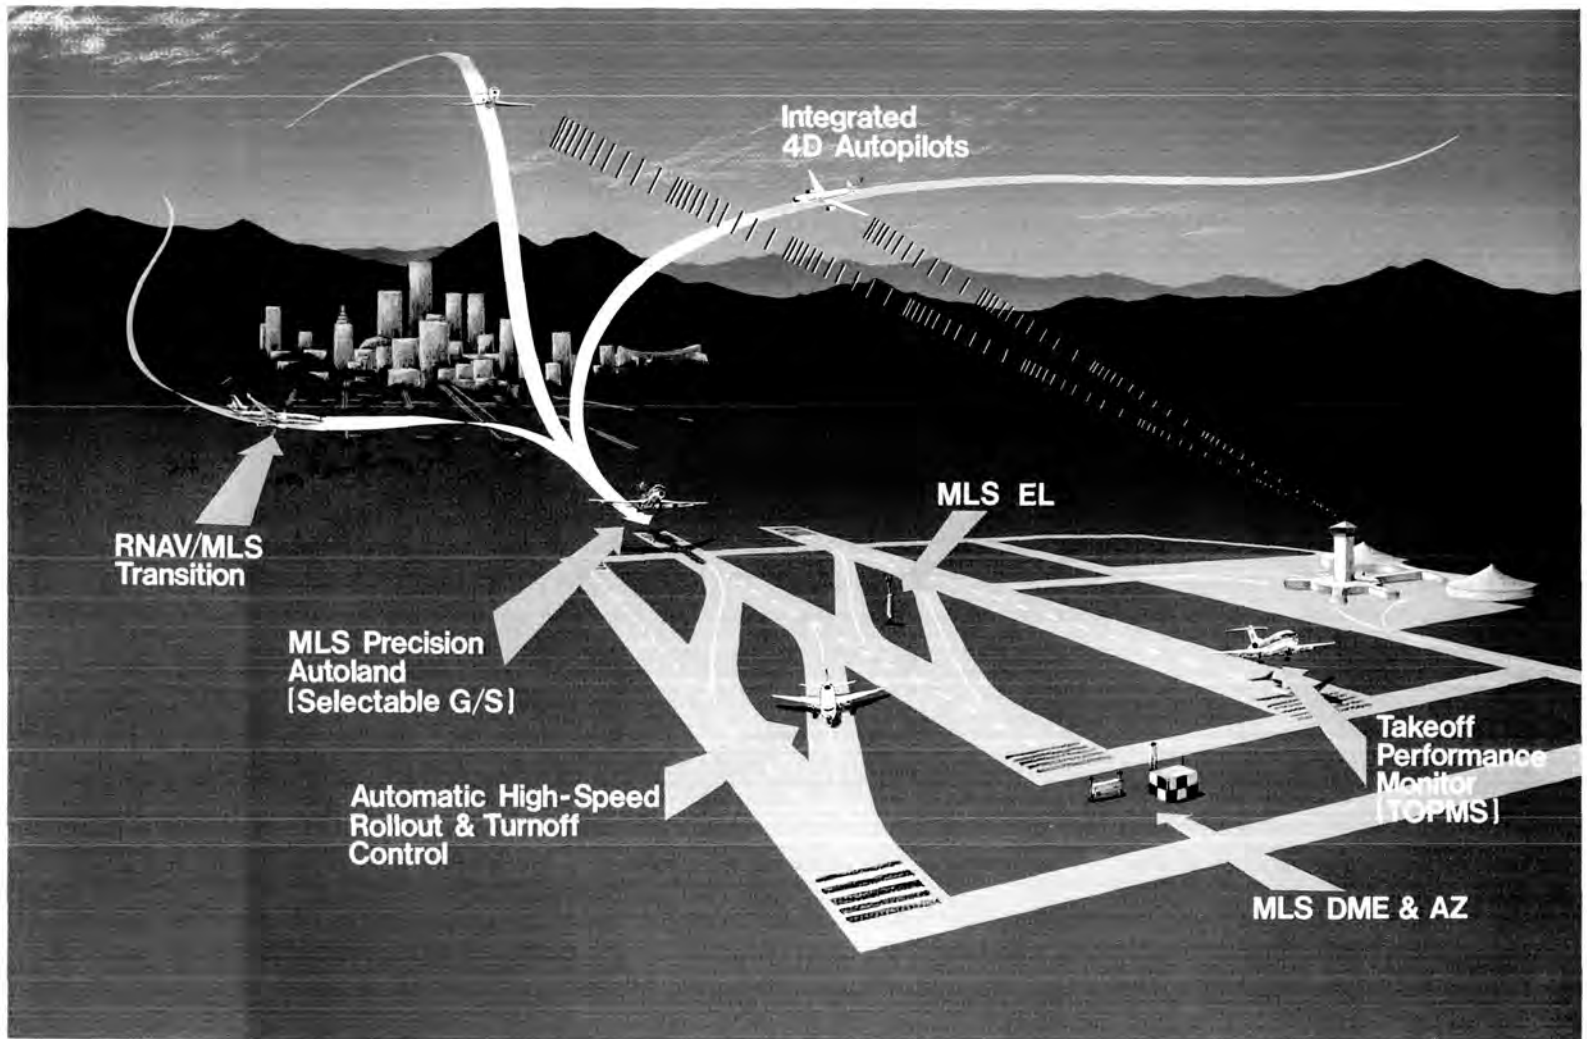 Integrated
4D Autopilots
MLS EL
RNAV/MLS
Transition
MLS Precision
Autoland
[Selectable G/S]
Takeoff
Performance
Monitor
[TOPMS]
Automatic High-Speed
Rollout & Turnoff
Control
MLS DME & AZ